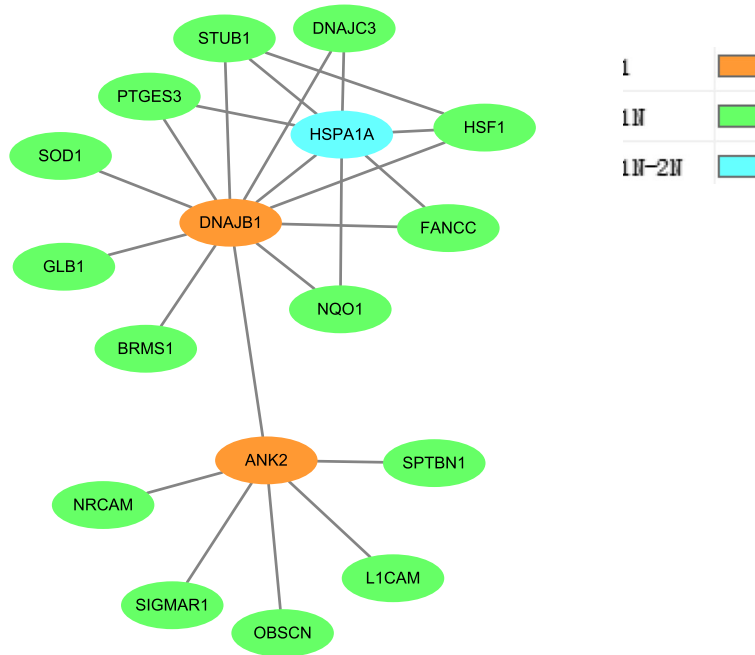 DNAJC3
STUB1
PTGES3
HSPA1A
HSF1
SOD1
DNAJB1
FANCC
GLB1
NQO1
BRMS1
ANK2
SPTBN1
NRCAM
L1CAM
SIGMAR1
OBSCN
1
1N
1N-2N